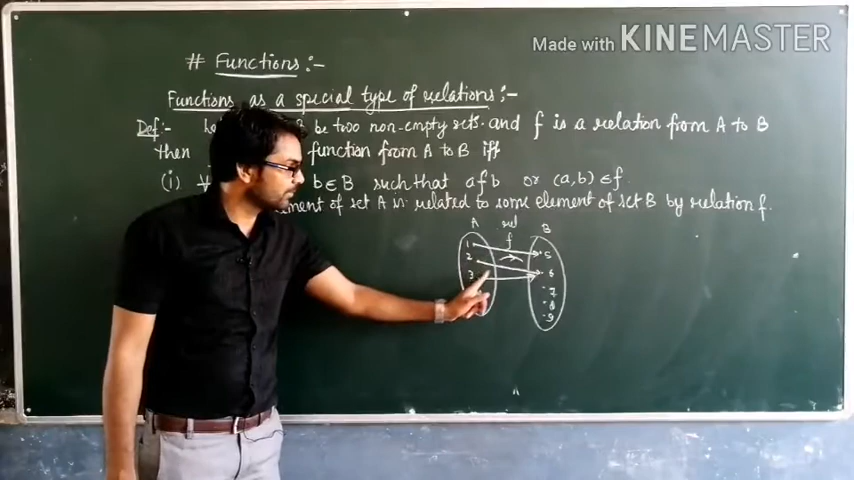 Made with KINEMASTER
# Functions :-
Functions as a special type of relations :-
Def :- B be two non-empty sets. and f is a relation from A to B
then function from A to B if
(i) ∀ b ∈ B such that a f b or (a,b) ∈ f.
element of set A is related to some element of set B by relation f
A rel B
f
1 5
2 6
3 7
8
9